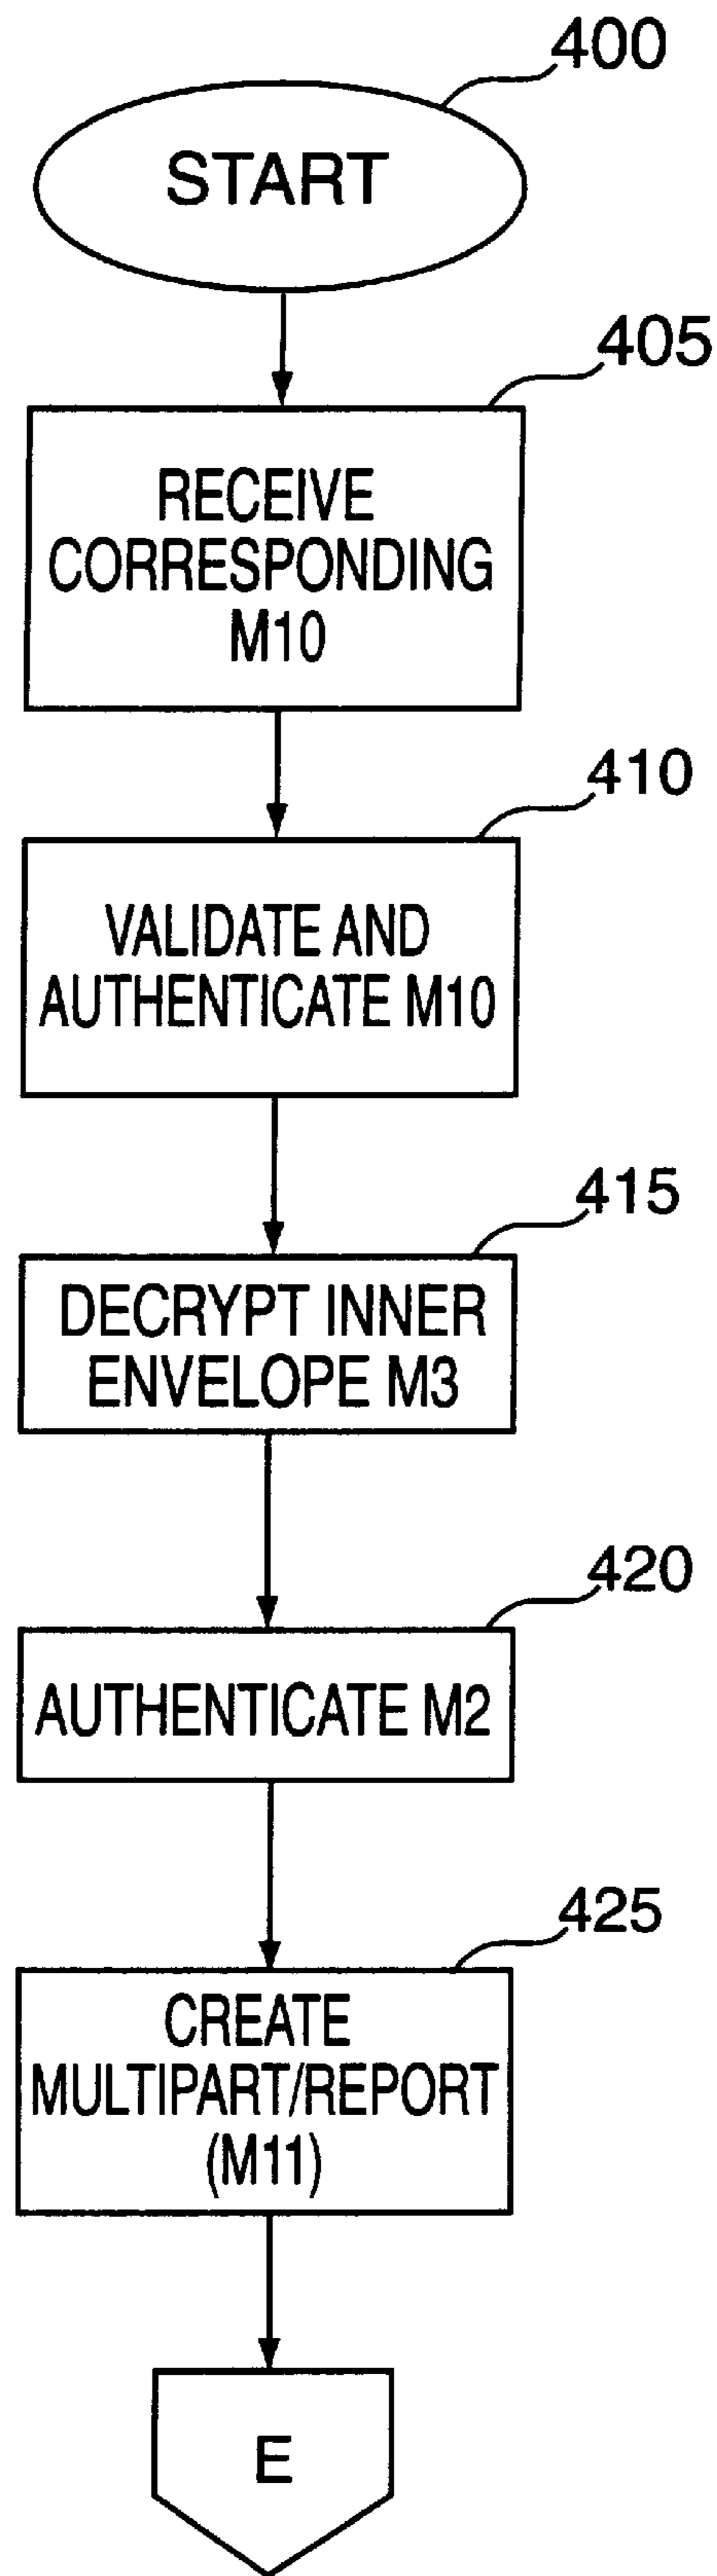 400
START
405
RECEIVE
CORRESPONDING
M10
410
VALIDATE AND
AUTHENTICATE M10
415
DECRYPT INNER
ENVELOPE M3
420
AUTHENTICATE M2
425
CREATE
MULTIPART/REPORT
(M11)
E